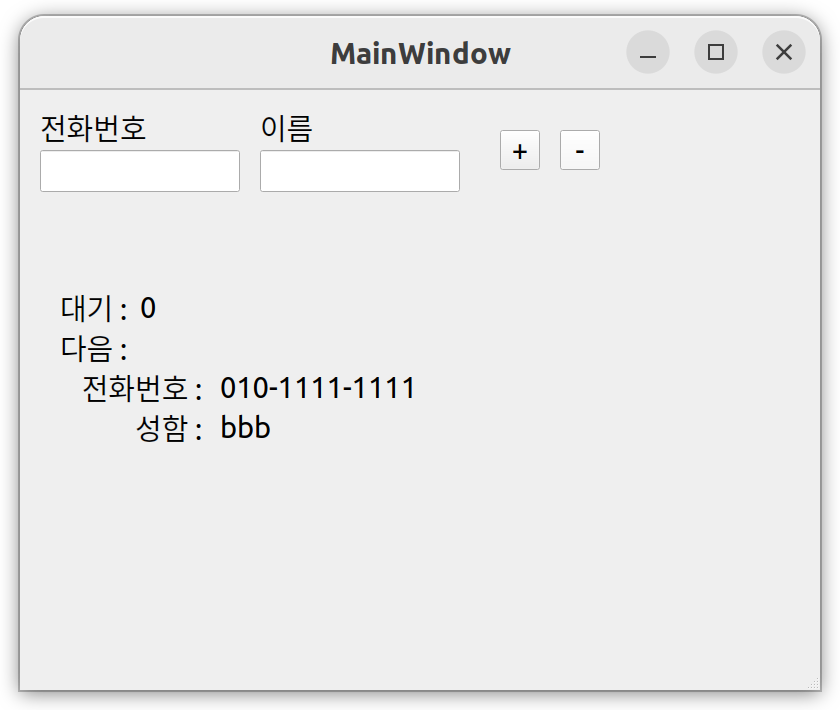 MainWindow
전화번호 이름
+ -
대기 : 0
다음 :
전화번호 : 010-1111-1111
성함 : bbb